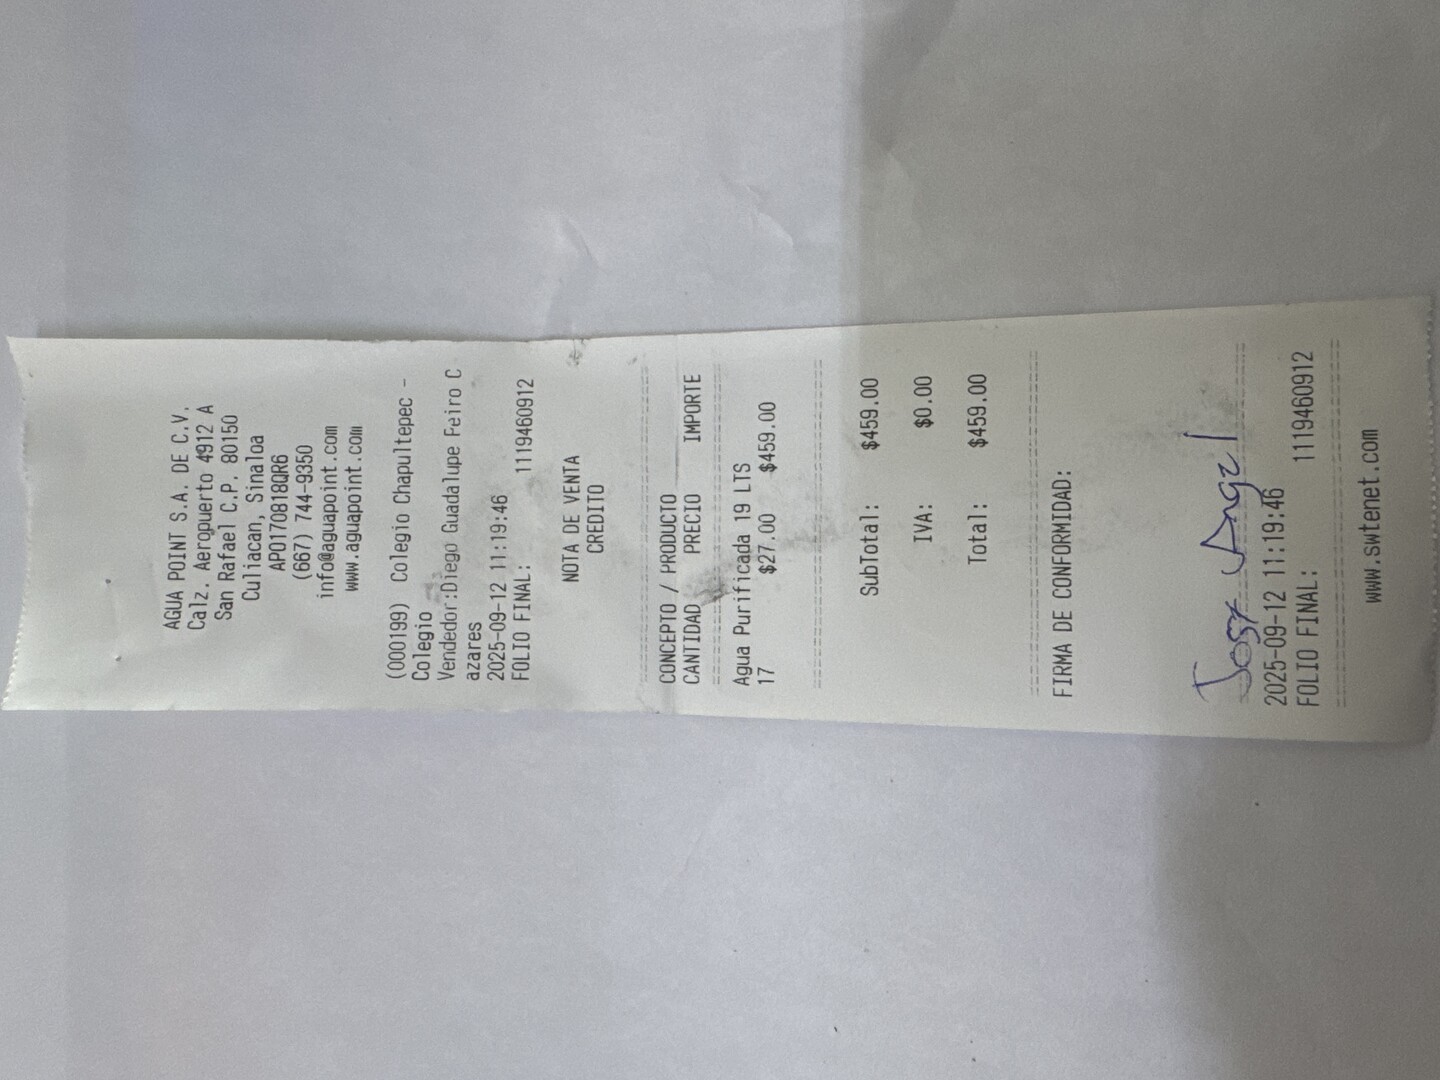 AGUA POINT S.A. DE C.V.
Calz. Aeropuerto 4912 A
San Rafael C.P. 80150
Culiacan, Sinaloa
APO170818QR6
(667) 744-9350
info@aguapoint.com
www.aguapoint.com
(000199) Colegio Chapultepec -
Colegio
Vendedor:Diego Guadalupe Feiro C
azares
2025-09-12 11:19:46
FOLIO FINAL: 1119460912
NOTA DE VENTA
CREDITO
CONCEPTO / PRODUCTO
CANTIDAD PRECIO IMPORTE
Agua Purificada 19 LTS
17 $27.00 $459.00
SubTotal: $459.00
IVA: $0.00
Total: $459.00
FIRMA DE CONFORMIDAD:
Jose Angel
2025-09-12 11:19:46
FOLIO FINAL: 1119460912
www.swtenet.com